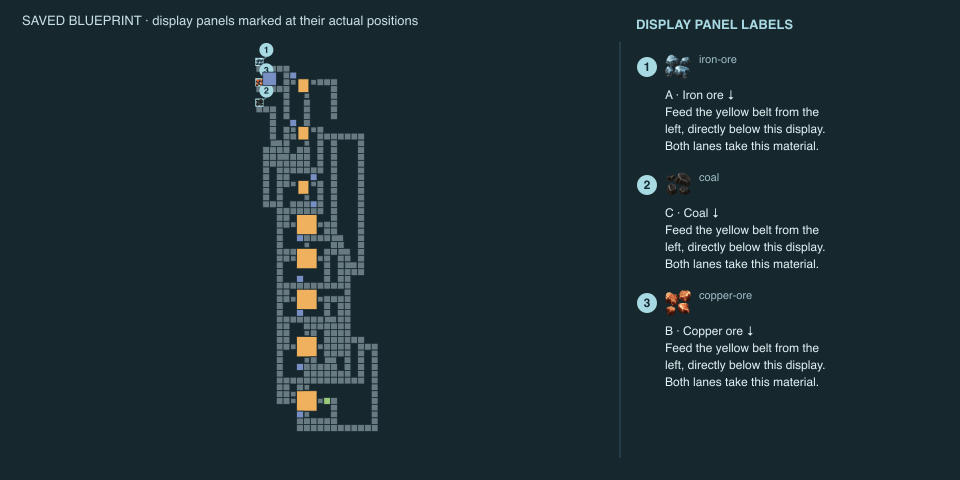 SAVED BLUEPRINT · display panels marked at their actual positions
1
3
2
DISPLAY PANEL LABELS
1
iron-ore
A · Iron ore ↓
Feed the yellow belt from the
left, directly below this display.
Both lanes take this material.
2
coal
C · Coal ↓
Feed the yellow belt from the
left, directly below this display.
Both lanes take this material.
3
copper-ore
B · Copper ore ↓
Feed the yellow belt from the
left, directly below this display.
Both lanes take this material.